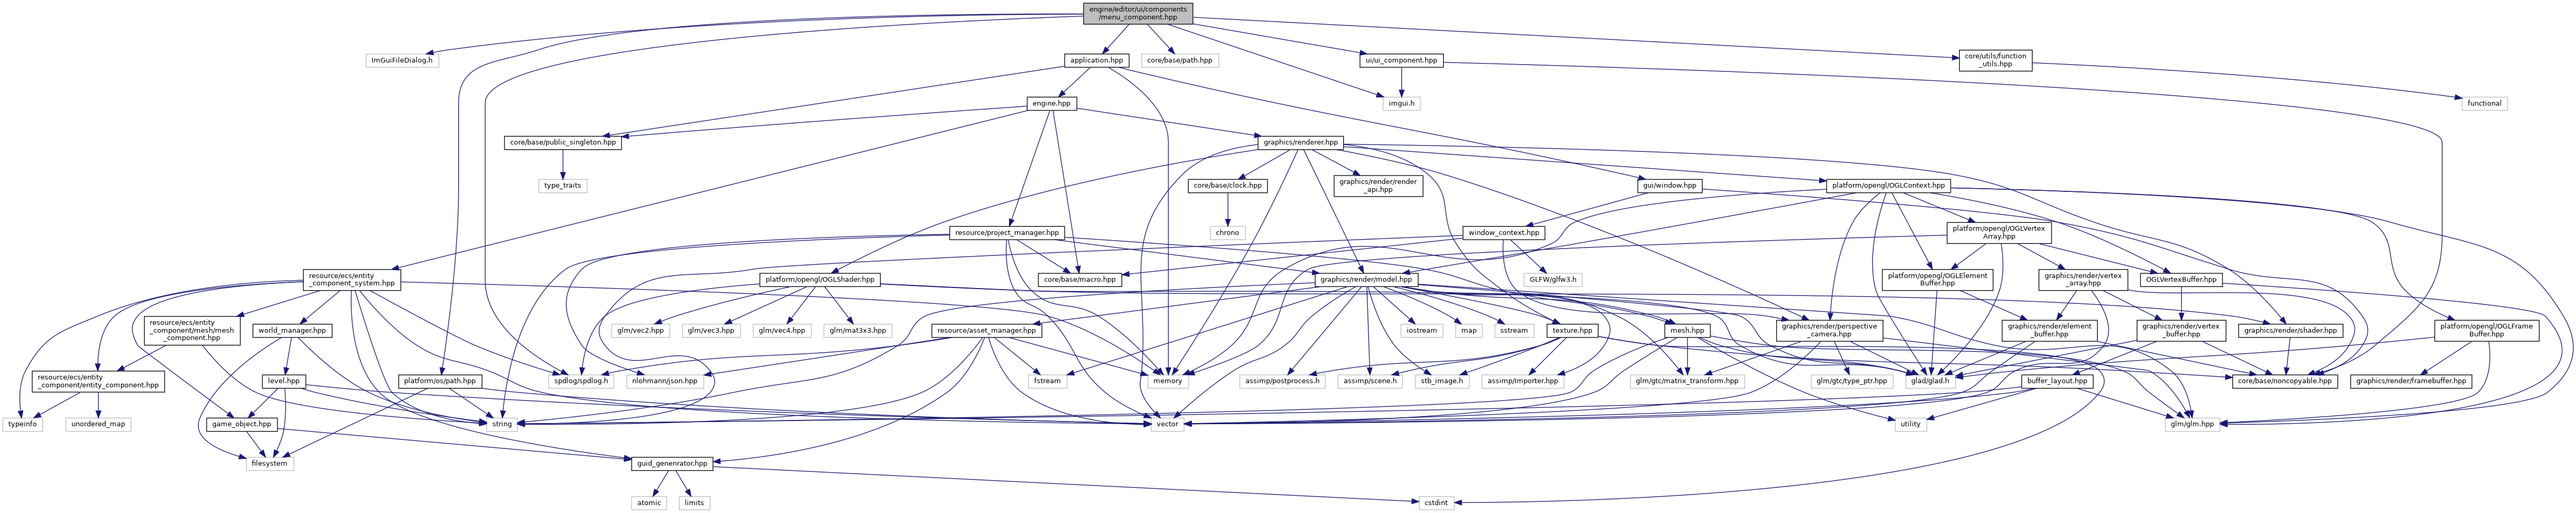 engine/editor/ui/components
/menu_component.hpp
ImGuiFileDialog.h
application.hpp
core/base/path.hpp
ui/ui_component.hpp
core/utils/function
_utils.hpp
engine.hpp
imgui.h
functional
core/base/public_singleton.hpp
graphics/renderer.hpp
type_traits
core/base/clock.hpp
graphics/render/render
_api.hpp
gui/window.hpp
platform/opengl/OGLContext.hpp
resource/project_manager.hpp
chrono
window_context.hpp
platform/opengl/OGLVertex
Array.hpp
resource/ecs/entity
_component_system.hpp
platform/opengl/OGLShader.hpp
core/base/macro.hpp
graphics/render/model.hpp
GLFW/glfw3.h
platform/opengl/OGLElement
Buffer.hpp
graphics/render/vertex
_array.hpp
OGLVertexBuffer.hpp
resource/ecs/entity
_component/mesh/mesh
_component.hpp
world_manager.hpp
glm/vec2.hpp
glm/vec3.hpp
glm/vec4.hpp
glm/mat3x3.hpp
resource/asset_manager.hpp
iostream
map
sstream
texture.hpp
mesh.hpp
graphics/render/perspective
_camera.hpp
graphics/render/element
_buffer.hpp
graphics/render/vertex
_buffer.hpp
graphics/render/shader.hpp
platform/opengl/OGLFrame
Buffer.hpp
resource/ecs/entity
_component/entity_component.hpp
level.hpp
platform/os/path.hpp
spdlog/spdlog.h
nlohmann/json.hpp
fstream
memory
assimp/postprocess.h
assimp/scene.h
stb_image.h
assimp/Importer.hpp
glm/gtc/matrix_transform.hpp
glm/gtc/type_ptr.hpp
glad/glad.h
buffer_layout.hpp
core/base/noncopyable.hpp
graphics/render/framebuffer.hpp
typeinfo
unordered_map
game_object.hpp
string
vector
utility
glm/glm.hpp
filesystem
guid_genenrator.hpp
atomic
limits
cstdint